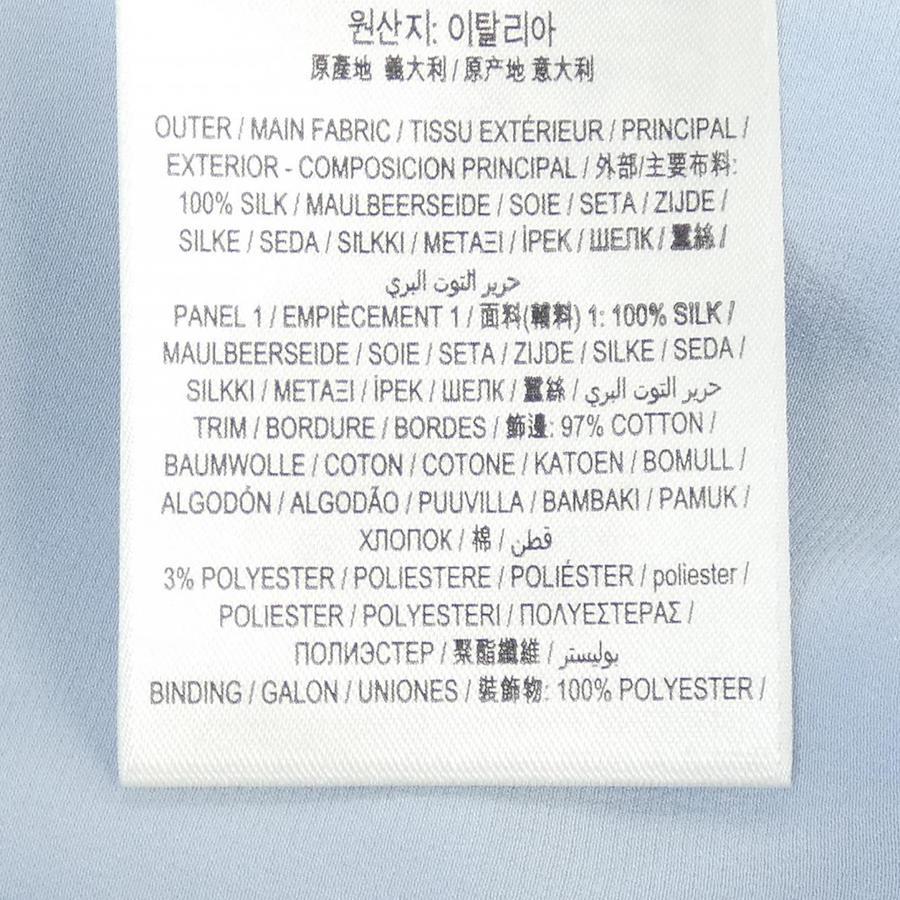 원산지: 이탈리아
原產地 義大利 / 原产地 意大利
OUTER / MAIN FABRIC / TISSU EXTÉRIEUR / PRINCIPAL /
EXTERIOR - COMPOSICION PRINCIPAL / 外部/主要布料:
100% SILK / MAULBEERSEIDE / SOIE / SETA / ZIJDE /
SILKE / SEDA / SILKKI / METAΞI / İPEK / ШЕЛК / 蠶絲 /
حرير التوت البري
PANEL 1 / EMPIÈCEMENT 1 / 面料(輔料) 1: 100% SILK /
MAULBEERSEIDE / SOIE / SETA / ZIJDE / SILKE / SEDA /
SILKKI / METAΞI / İPEK / ШЕЛК / 蠶絲 / حرير التوت البري
TRIM / BORDURE / BORDES / 飾邊: 97% COTTON /
BAUMWOLLE / COTON / COTONE / KATOEN / BOMULL /
ALGODÓN / ALGODÃO / PUUVILLA / BAMBAKI / PAMUK /
ХЛОПОК / 棉 / قطن
3% POLYESTER / POLIESTERE / POLIÉSTER / poliester /
POLIESTER / POLYESTERI / ΠΟΛΥΕΣΤΕΡΑΣ /
ПОЛИЭСТЕР / 聚酯纖維 / بوليستر
BINDING / GALON / UNIONES / 裝飾物: 100% POLYESTER /